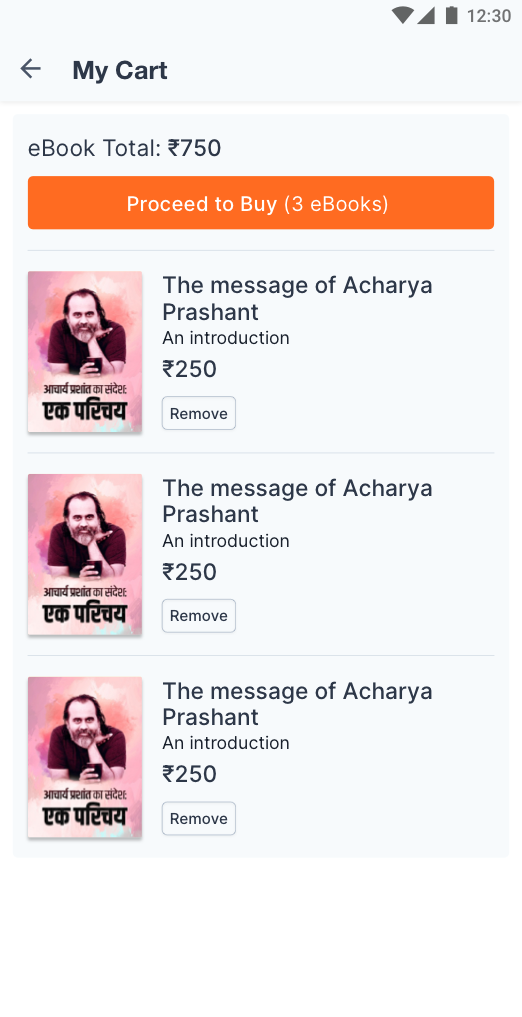 12:30
My Cart
eBook Total: ₹750
Proceed to Buy (3 eBooks)
आचार्य प्रशांत का संदेश:
एक परिचय
The message of Acharya
Prashant
An introduction
₹250
Remove
आचार्य प्रशांत का संदेश:
एक परिचय
The message of Acharya
Prashant
An introduction
₹250
Remove
आचार्य प्रशांत का संदेश:
एक परिचय
The message of Acharya
Prashant
An introduction
₹250
Remove